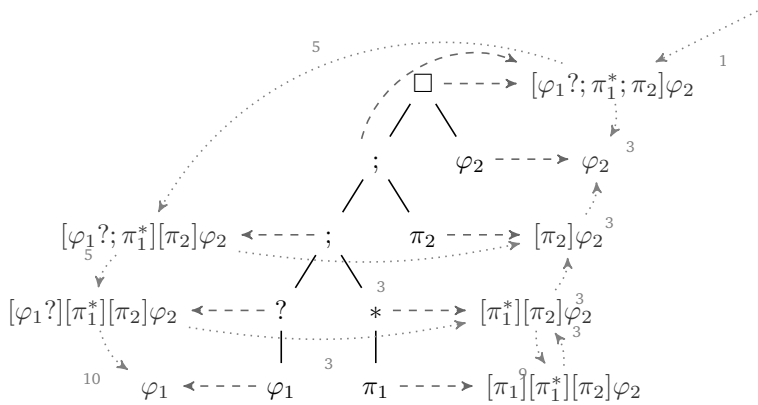 5
1
□ [φ₁?; π₁*; π₂]φ₂
3
; φ₂ φ₂
3
[φ₁?; π₁*][π₂]φ₂ ; π₂ [π₂]φ₂
5
3 3
[φ₁?][π₁*][π₂]φ₂ ? * [π₁*][π₂]φ₂
3
3 9
10
φ₁ φ₁ π₁ [π₁][π₁*][π₂]φ₂